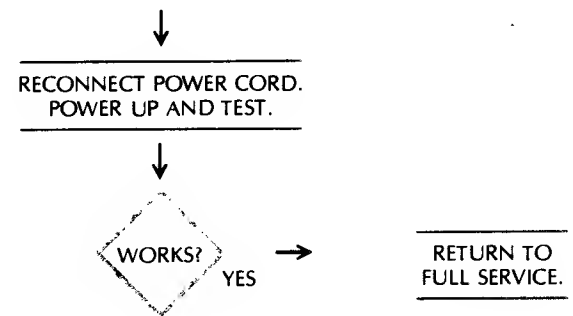 RECONNECT POWER CORD.
POWER UP AND TEST.
WORKS?
YES
RETURN TO
FULL SERVICE.